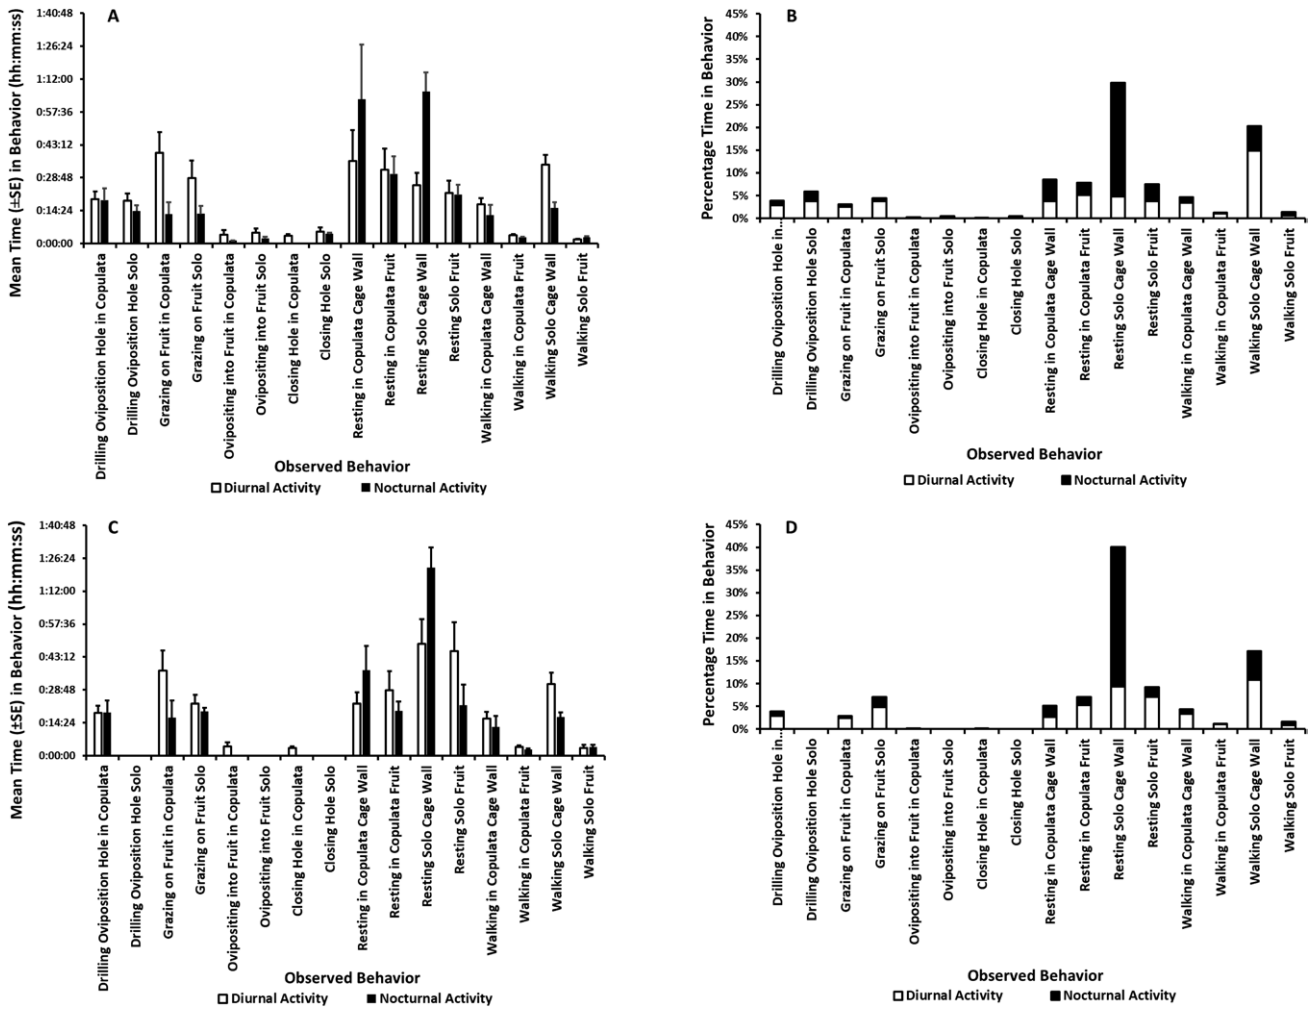 A
Mean Time (±SE) in Behavior (hh:mm:ss)
1:40:48
1:26:24
1:12:00
0:57:36
0:43:12
0:28:48
0:14:24
0:00:00
Drilling Oviposition Hole in Copulata
Drilling Oviposition Hole Solo
Grazing on Fruit in Copulata
Grazing on Fruit Solo
Ovipositing into Fruit in Copulata
Ovipositing into Fruit Solo
Closing Hole in Copulata
Closing Hole Solo
Resting in Copulata Cage Wall
Resting in Copulata Fruit
Resting Solo Cage Wall
Resting Solo Fruit
Walking in Copulata Cage Wall
Walking in Copulata Fruit
Walking Solo Cage Wall
Walking Solo Fruit
Observed Behavior
Diurnal Activity Nocturnal Activity
B
Percentage Time in Behavior
45%
40%
35%
30%
25%
20%
15%
10%
5%
0%
Drilling Oviposition Hole in...
Drilling Oviposition Hole Solo
Grazing on Fruit in Copulata
Grazing on Fruit Solo
Ovipositing into Fruit in Copulata
Ovipositing into Fruit Solo
Closing Hole in Copulata
Closing Hole Solo
Resting in Copulata Cage Wall
Resting in Copulata Fruit
Resting Solo Cage Wall
Resting Solo Fruit
Walking in Copulata Cage Wall
Walking in Copulata Fruit
Walking Solo Cage Wall
Walking Solo Fruit
Observed Behavior
Diurnal Activity Nocturnal Activity
C
Mean Time (±SE) in Behavior (hh:mm:ss)
1:40:48
1:26:24
1:12:00
0:57:36
0:43:12
0:28:48
0:14:24
0:00:00
Drilling Oviposition Hole in Copulata
Drilling Oviposition Hole Solo
Grazing on Fruit in Copulata
Grazing on Fruit Solo
Ovipositing into Fruit in Copulata
Ovipositing into Fruit Solo
Closing Hole in Copulata
Closing Hole Solo
Resting in Copulata Cage Wall
Resting in Copulata Fruit
Resting Solo Cage Wall
Resting Solo Fruit
Walking in Copulata Cage Wall
Walking in Copulata Fruit
Walking Solo Cage Wall
Walking Solo Fruit
Observed Behavior
Diurnal Activity Nocturnal Activity
D
Percentage Time in Behavior
45%
40%
35%
30%
25%
20%
15%
10%
5%
0%
Drilling Oviposition Hole in...
Drilling Oviposition Hole Solo
Grazing on Fruit in Copulata
Grazing on Fruit Solo
Ovipositing into Fruit in Copulata
Ovipositing into Fruit Solo
Closing Hole in Copulata
Closing Hole Solo
Resting in Copulata Cage Wall
Resting in Copulata Fruit
Resting Solo Cage Wall
Resting Solo Fruit
Walking in Copulata Cage Wall
Walking in Copulata Fruit
Walking Solo Cage Wall
Walking Solo Fruit
Observed Behavior
Diurnal Activity Nocturnal Activity